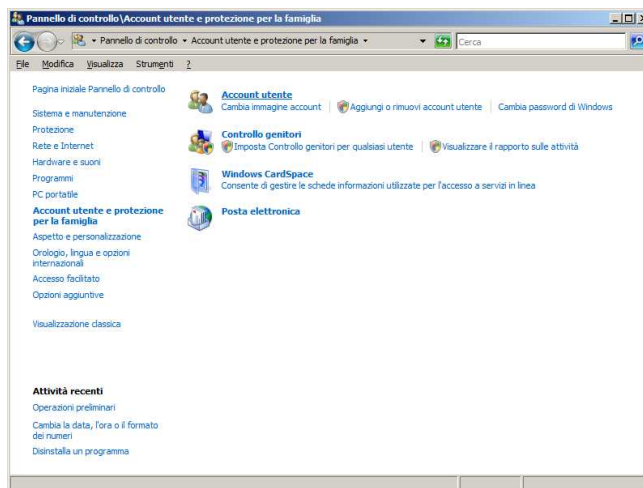 Pannello di controllo\Account utente e protezione per la famiglia
Pannello di controllo Account utente e protezione per la famiglia
Cerca
File Modifica Visualizza Strumenti ?
Pagina iniziale Pannello di controllo
Sistema e manutenzione
Protezione
Rete e Internet
Hardware e suoni
Programmi
PC portatile
Account utente e protezione
per la famiglia
Aspetto e personalizzazione
Orologio, lingua e opzioni
internazionali
Accesso facilitato
Opzioni aggiuntive
Visualizzazione classica
Attività recenti
Operazioni preliminari
Cambia la data, l'ora o il formato
dei numeri
Disinstalla un programma
Account utente
Cambia immagine account Aggiungi o rimuovi account utente Cambia password di Windows
Controllo genitori
Imposta Controllo genitori per qualsiasi utente Visualizzare il rapporto sulle attività
Windows CardSpace
Consente di gestire le schede informazioni utilizzate per l'accesso a servizi in linea
Posta elettronica